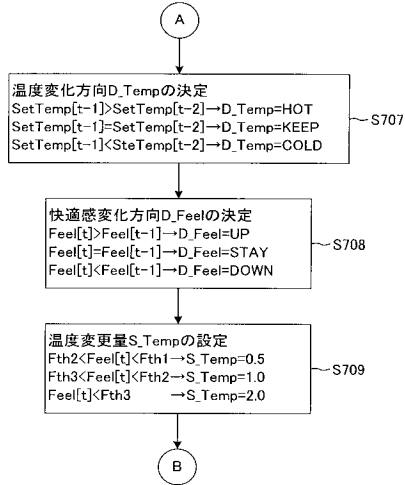 A
温度変化方向D_Tempの決定
SetTemp[t-1]>SetTemp[t-2]→D_Temp=HOT
SetTemp[t-1]=SetTemp[t-2]→D_Temp=KEEP
SetTemp[t-1]<SteTemp[t-2]→D_Temp=COLD
S707
快適感変化方向D_Feelの決定
Feel[t]>Feel[t-1]→D_Feel=UP
Feel[t]=Feel[t-1]→D_Feel=STAY
Feel[t]<Feel[t-1]→D_Feel=DOWN
S708
温度変更量S_Tempの設定
Fth2<Feel[t]<Fth1→S_Temp=0.5
Fth3<Feel[t]<Fth2→S_Temp=1.0
Feel[t]<Fth3 →S_Temp=2.0
S709
B